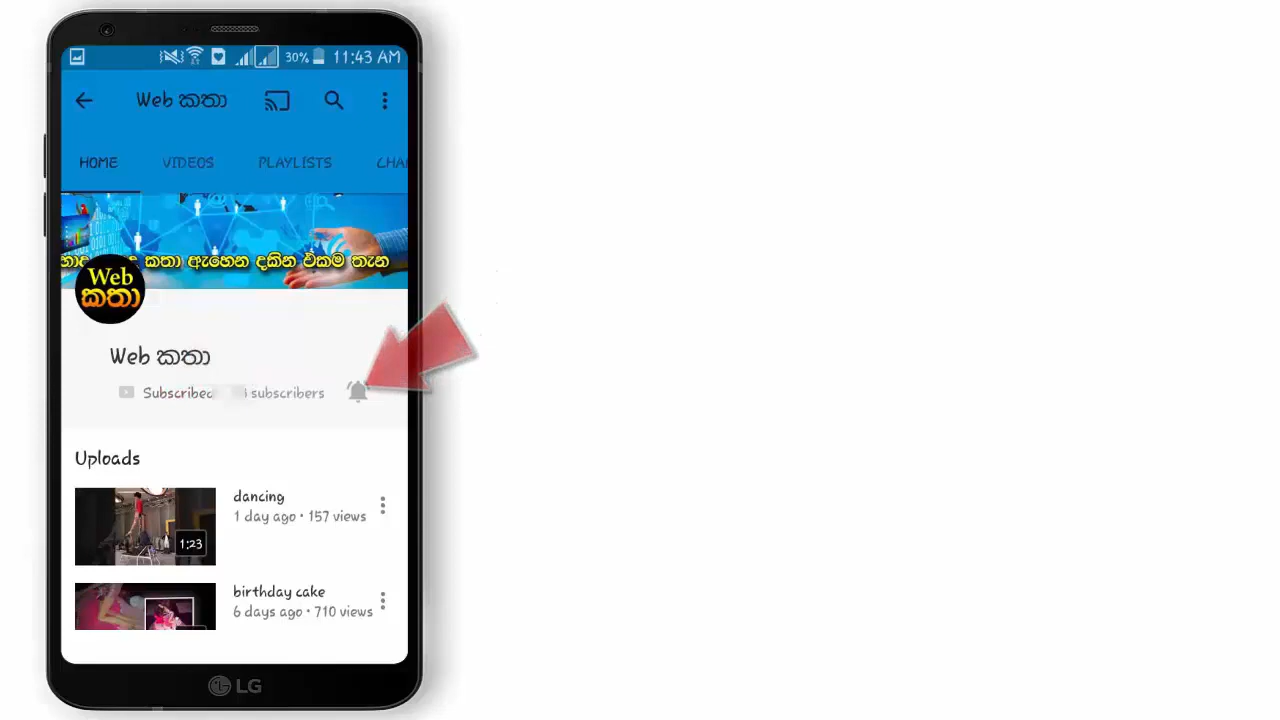 30% 11:43 AM
Web කතා
HOME VIDEOS PLAYLISTS
කතා ඇහෙන දකින එකම තැන
Web
කතා
Web කතා
Subscribed subscribers
Uploads
dancing
1 day ago • 157 views
1:23
birthday cake
6 days ago • 710 views
LG